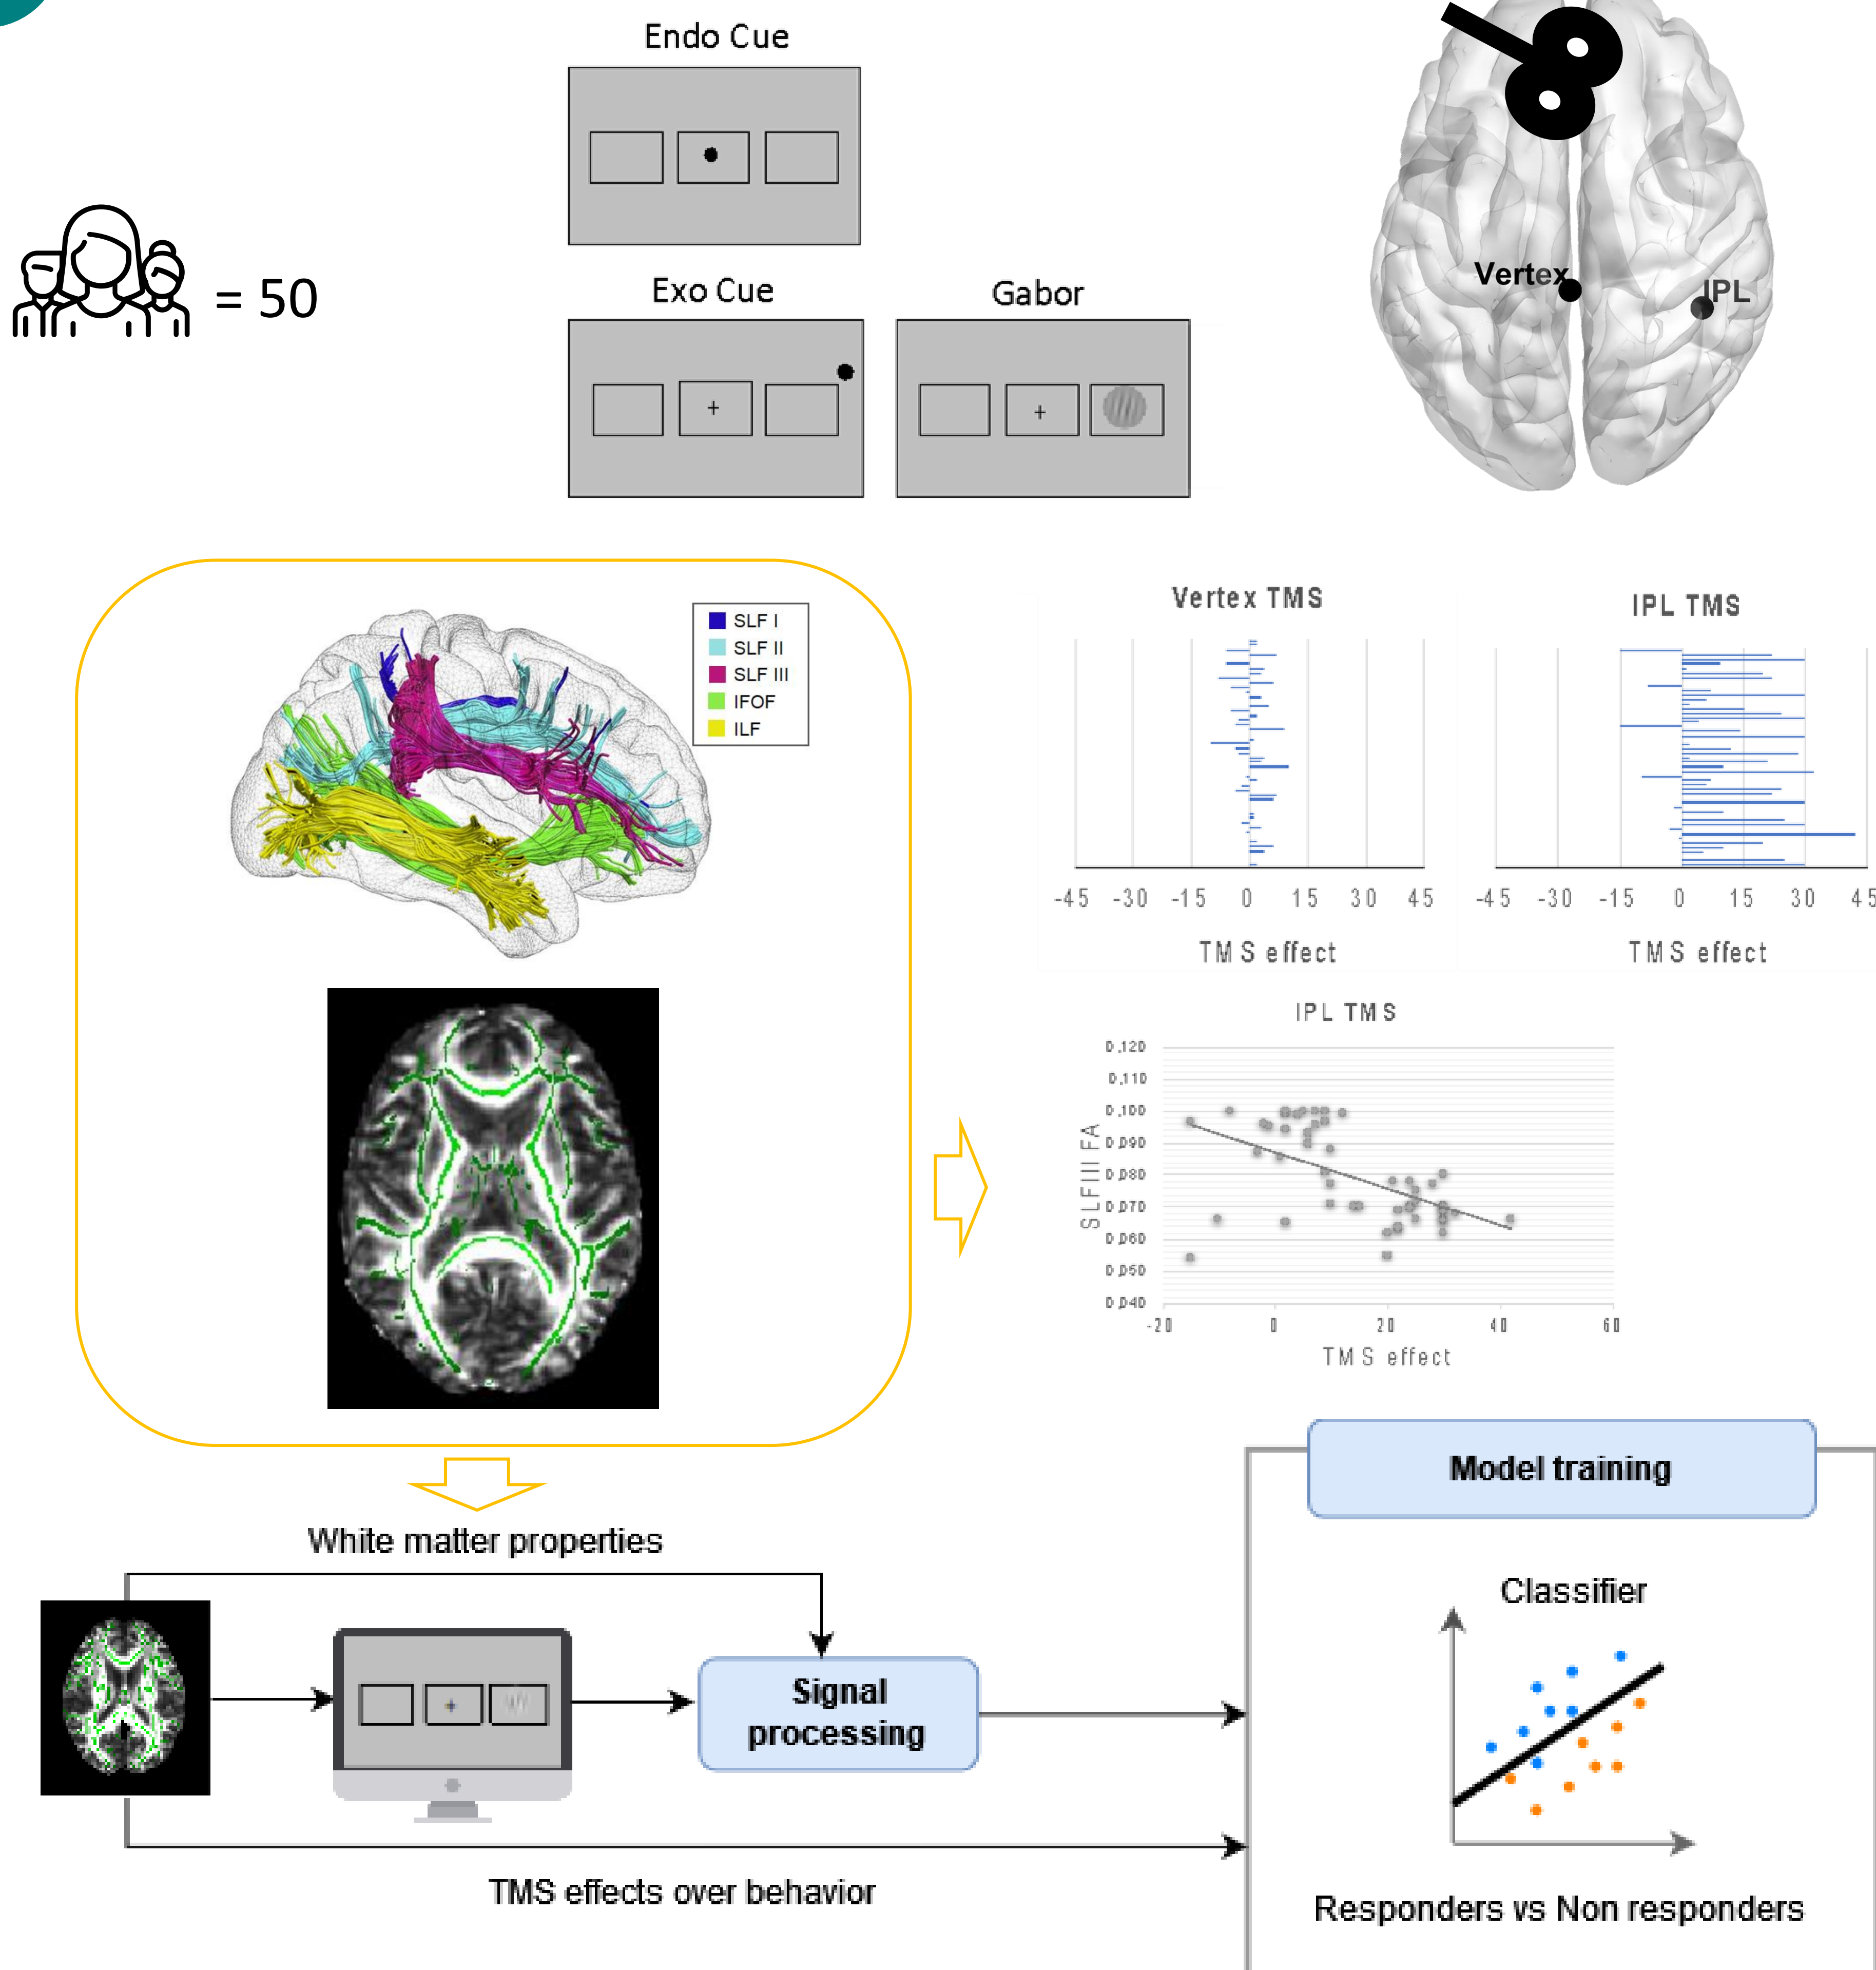 Endo Cue
= 50
Exo Cue
Gabor
+
+
Vertex
IPL
SLF I
SLF II
SLF III
IFOF
ILF
Vertex TMS
-45 -30 -15 0 15 30 45
TMS effect
IPL TMS
-45 -30 -15 0 15 30 45
TMS effect
IPL TMS
SLFIII FA
0,120
0,110
0,100
0,090
0,080
0,070
0,060
0,050
0,040
-20 0 20 40 60
TMS effect
White matter properties
+
Signal
processing
TMS effects over behavior
Model training
Classifier
Responders vs Non responders